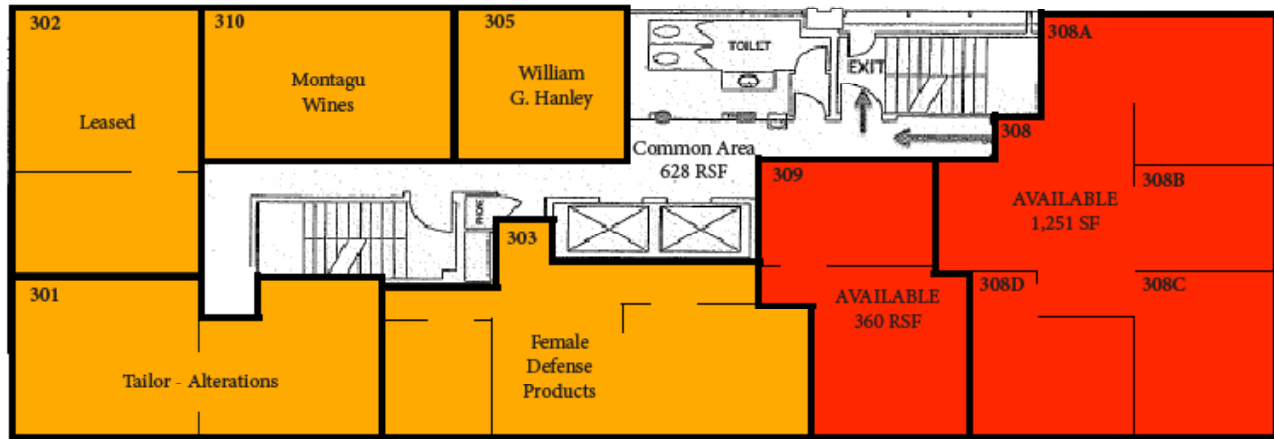 302
310
305
308A
Leased
Montagu
Wines
William
G. Hanley
TOILET
EXIT
308
Common Area
628 RSF
309
308B
AVAILABLE
1,251 SF
PHONE
303
301
AVAILABLE
360 RSF
308D
308C
Tailor - Alterations
Female
Defense
Products